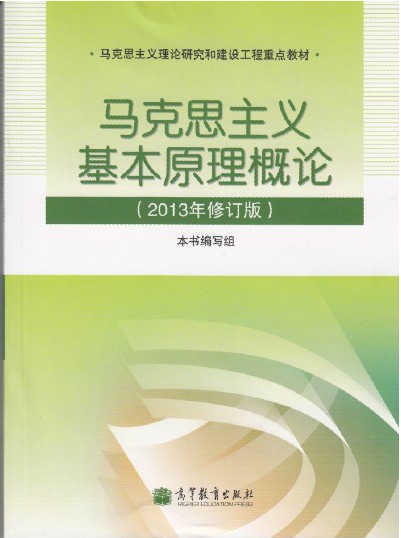 · 马克思主义理论研究和建设工程重点教材 ·
马克思主义
基本原理概论
（2013年修订版）
本书编写组
高等教育出版社
HIGHER EDUCATION PRESS